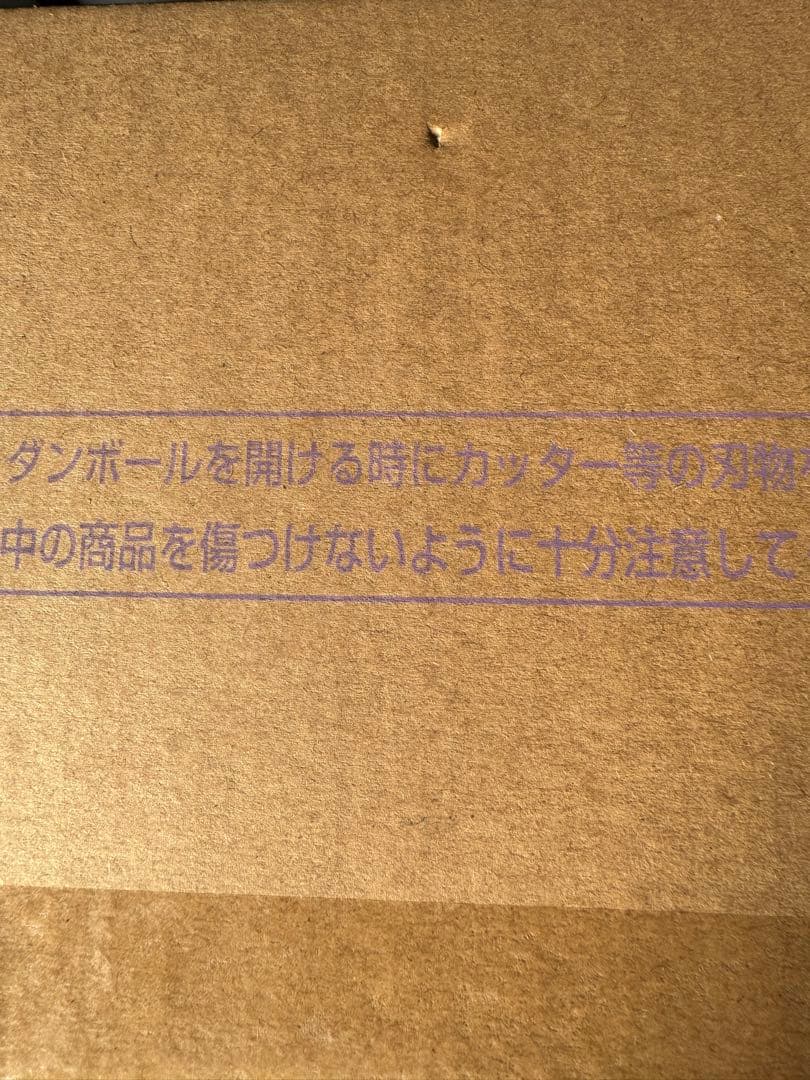 ダンボールを開ける時にカッター等の刃物
中の商品を傷つけないように十分注意して